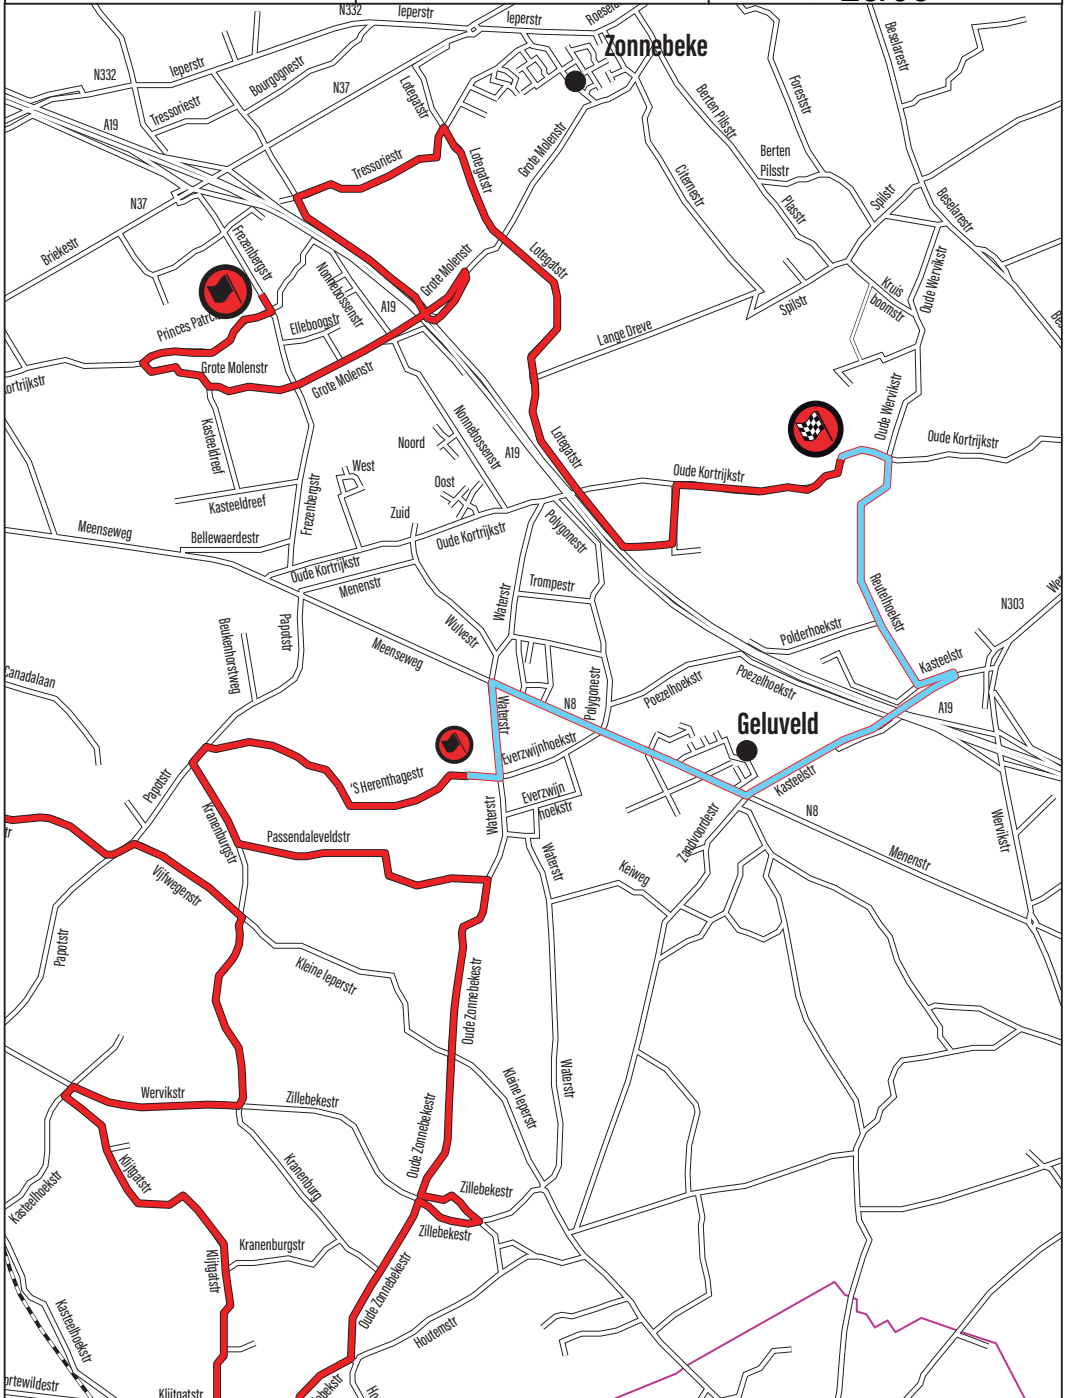 N332
Ieperstr
Ieperstr
Zonnebeke
Beselarestr
N332
Ieperstr
Bourgognestr
N37
Lotegatstr
Tressoriestr
A19
Berten Pilsstr
Foreststr
Berten
Pilsstr
Grote Molenstr
Tressoriestr
Lotegatstr
Citernestr
Plasstr
Spilstr
Beselarestr
N37
Briekestr
Frezenbergstr
Nonnebossenstr
Grote Molenstr
Lotegatstr
Kruis
boomstr
Oude Wervikstr
Spilstr
A19
Elleboogstr
Lange Dreve
Grote Molenstr
Grote Molenstr
Kasteeldreef
Noord
Nonnebossenstr
A19
Lotegatstr
Oude Wervikstr
Oude Kortrijkstr
Oude Kortrijkstr
West
Oost
Frezenbergstr
Kasteeldreef
Zuid
Meenseweg
Bellewaerdestr
Oude Kortrijkstr
Polygonestr
Oude Kortrijkstr
Menenstr
Trompestr
Waterstr
Reutelhoekstr
N303
Papotstr
Beukenhorstweg
Wulvestr
Meenseweg
Polderhoekstr
Kasteelstr
Canadalaan
Poezelhoekstr
Poezelhoekstr
Polygonestr
N8
Waterstr
A19
Geluveld
Everzwijnhoekstr
'S Herenthagestr
Papotstr
Everzwijn
hoekstr
Kasteelstr
N8
Waterstr
Kranenburgstr
Passendaleveldstr
Zandvoordestr
Wervikstr
Menenstr
Waterstr
Keiweg
Vijfwegenstr
Papotstr
Kleine Ieperstr
Oude Zonnebekestr
Wervikstr
Zillebekestr
Kleine Ieperstr
Waterstr
Oude Zonnebekestr
Klijtgatstr
Kranenburg
Kasteelhoekstr
Zillebekestr
Zillebekestr
Kranenburgstr
Klijtgatstr
Oude Zonnebekestr
Kasteelhoekstr
Houtemstr
Klijtgatstr